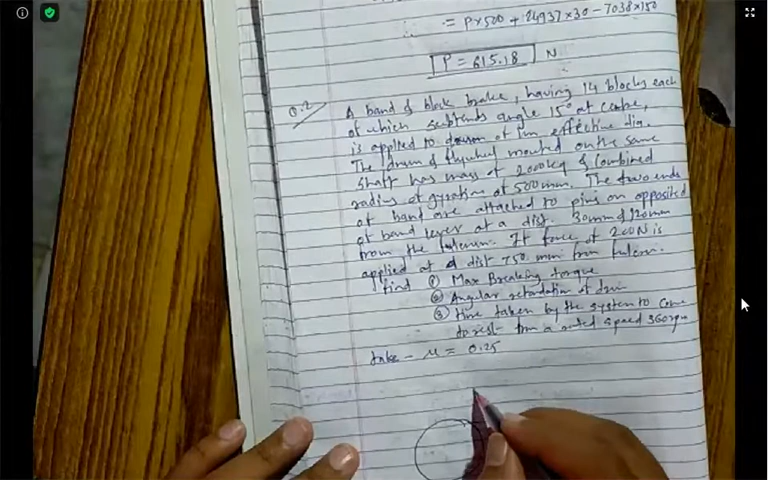 = P×500 + 24937×30 - 7038×150
P = 615.18 N
Q.2 A band & block brake, having 14 blocks each
of which subtends angle 15° at centre,
is applied to drum of 1m effective dia.
The drum & flywheel mounted on the same
shaft has mass of 2000kg & combined
radius of gyration of 500mm. The two ends
of band are attached to pins on opposited
of band lever at a dist. 30mm & 120mm
from the fulcrum. If force of 200N is
applied at a dist 750 mm from fulcrum.
find ① Max Breaking torque
② Angular retardation of drum
③ time taken by the system to come
to rest from a rated speed 360rpm
take - μ = 0.25